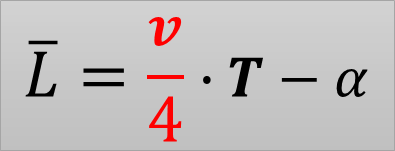 L̄ = v/4 · T − α